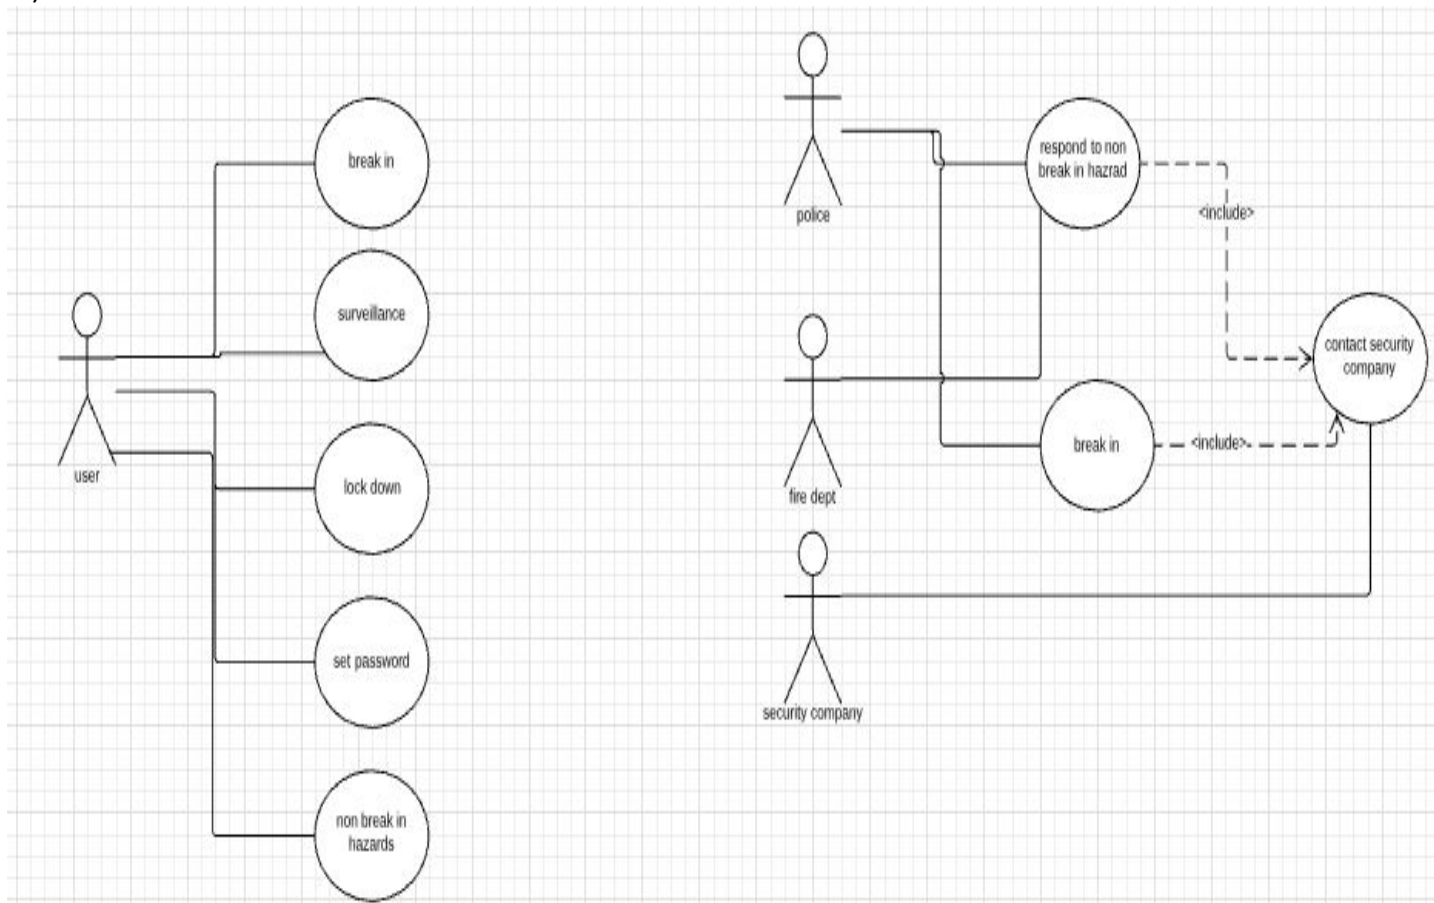 break in
surveillance
user
lock down
set password
non break in
hazards
police
respond to non
break in hazrad
<include>
contact security
company
fire dept
break in
<include>
security company